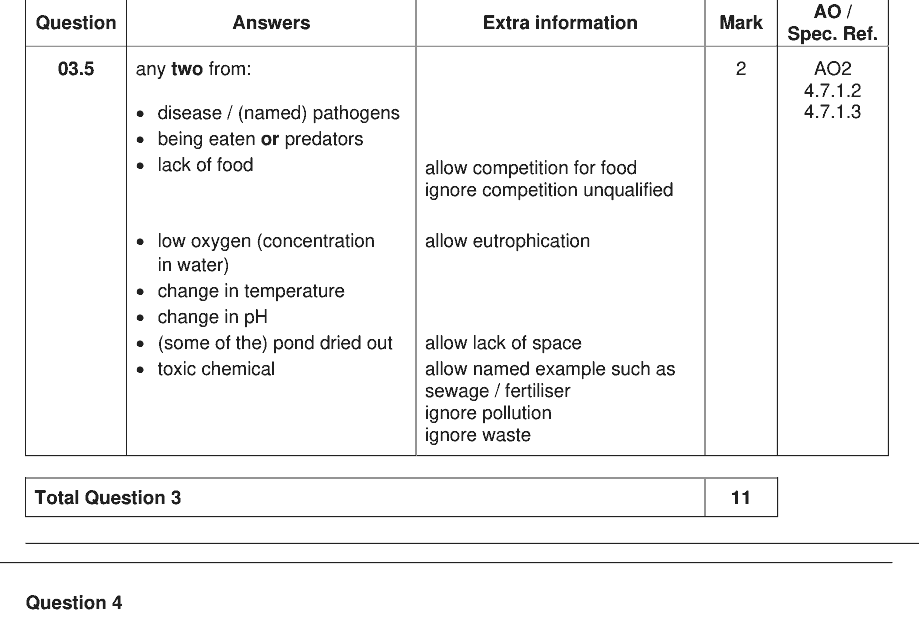 Question Answers Extra information Mark AO /
Spec. Ref.
03.5 any two from: 2 AO2
4.7.1.2
• disease / (named) pathogens 4.7.1.3
• being eaten or predators
• lack of food allow competition for food
ignore competition unqualified
• low oxygen (concentration allow eutrophication
in water)
• change in temperature
• change in pH
• (some of the) pond dried out allow lack of space
• toxic chemical allow named example such as
sewage / fertiliser
ignore pollution
ignore waste
Total Question 3 11
Question 4